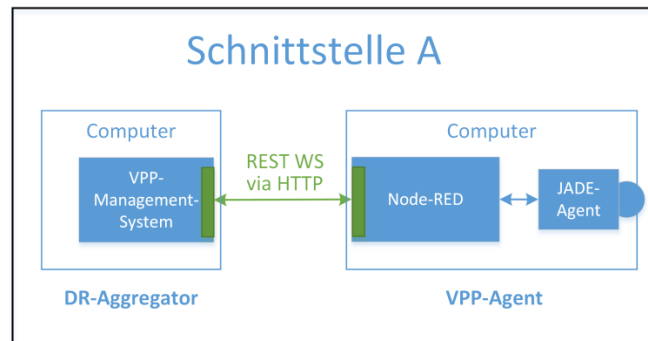 Schnittstelle A
Computer
VPP-
Management-
System
REST WS
via HTTP
Computer
Node-RED
JADE-
Agent
DR-Aggregator
VPP-Agent